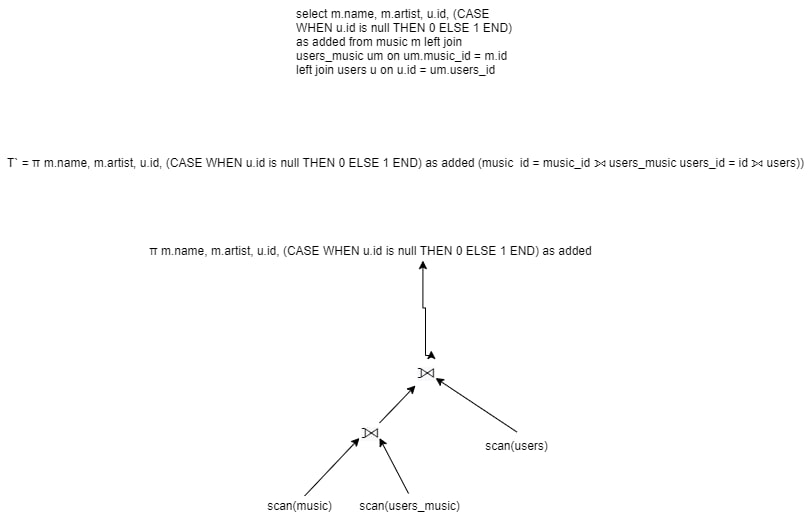 select m.name, m.artist, u.id, (CASE
WHEN u.id is null THEN 0 ELSE 1 END)
as added from music m left join
users_music um on um.music_id = m.id
left join users u on u.id = um.users_id
T` = π m.name, m.artist, u.id, (CASE WHEN u.id is null THEN 0 ELSE 1 END) as added (music  id = music_id ⟕ users_music users_id = id ⟕ users))
π m.name, m.artist, u.id, (CASE WHEN u.id is null THEN 0 ELSE 1 END) as added
⟕
⟕
scan(users)
scan(music)
scan(users_music)